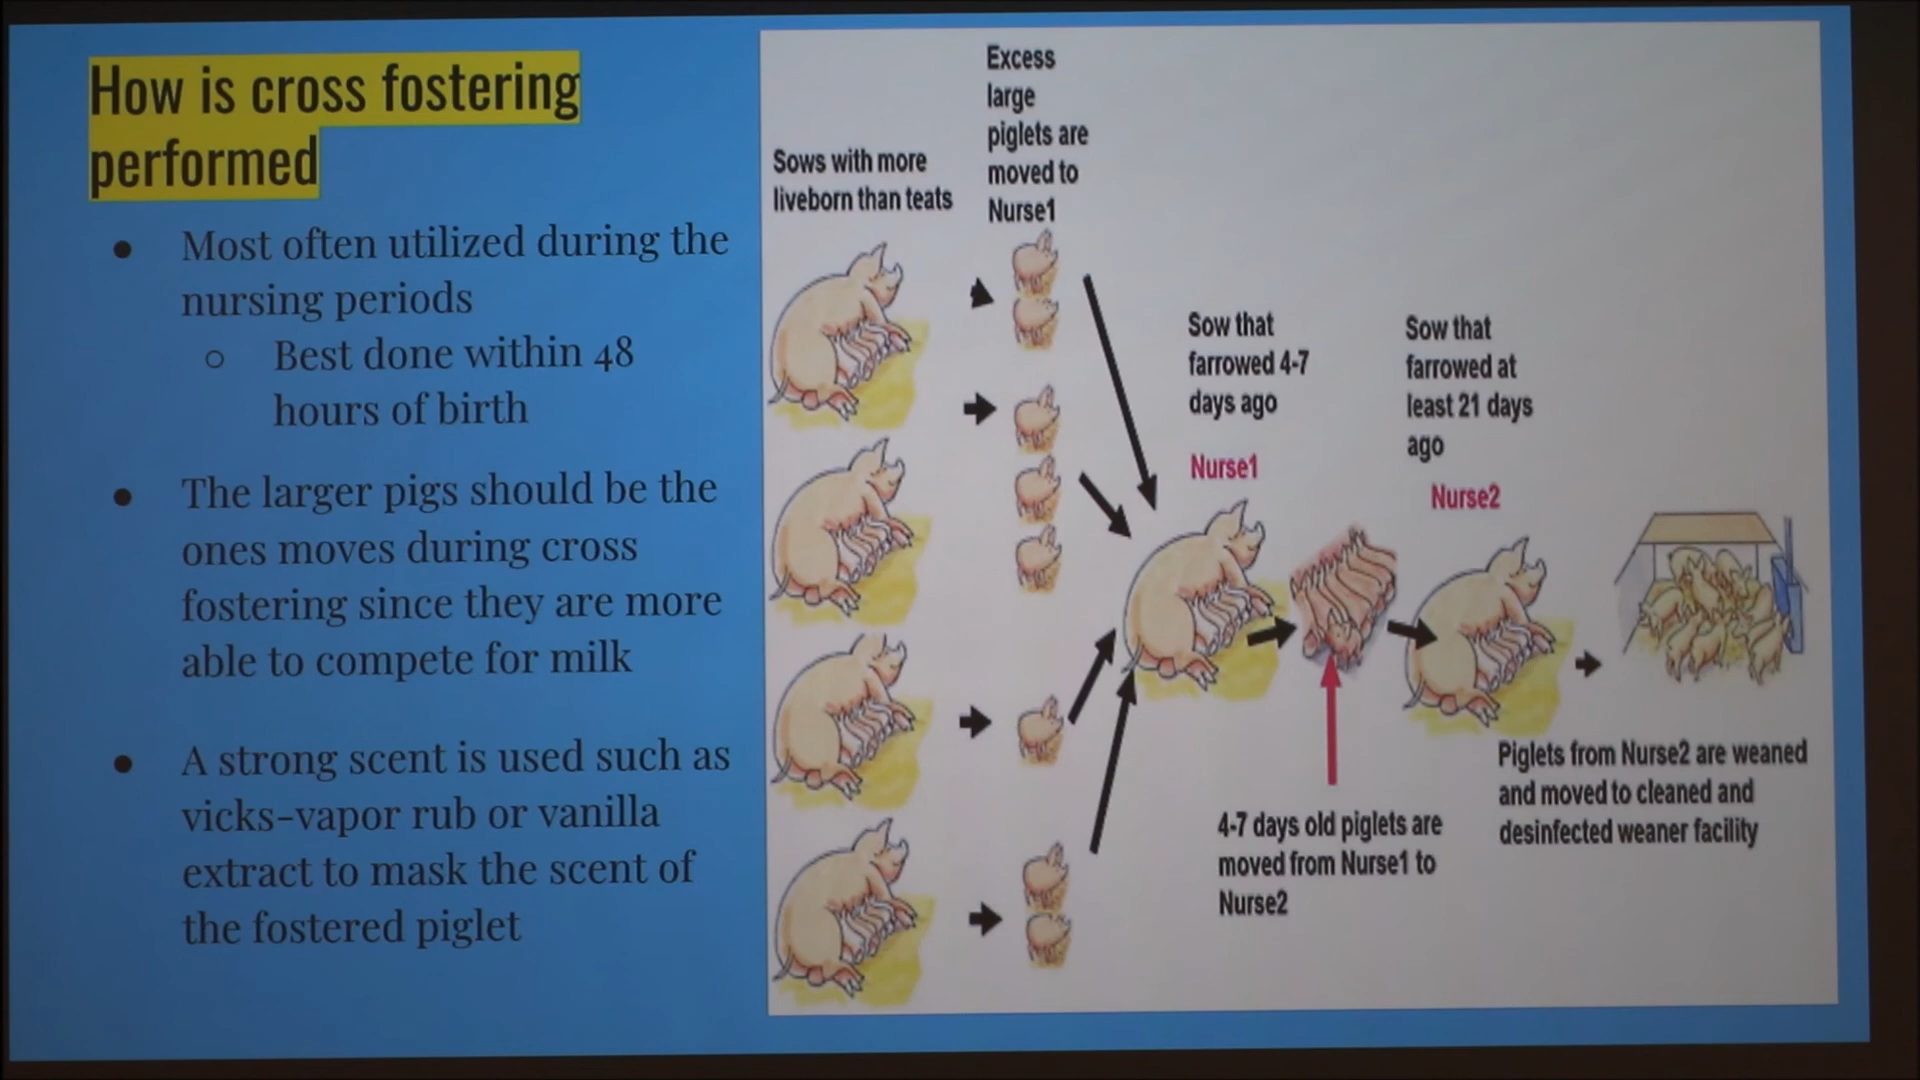 How is cross fostering
performed
● Most often utilized during the
nursing periods
○ Best done within 48
hours of birth
● The larger pigs should be the
ones moves during cross
fostering since they are more
able to compete for milk
● A strong scent is used such as
vicks-vapor rub or vanilla
extract to mask the scent of
the fostered piglet
Sows with more
liveborn than teats
Excess
large
piglets are
moved to
Nurse1
Sow that
farrowed 4-7
days ago
Nurse1
Sow that
farrowed at
least 21 days
ago
Nurse2
4-7 days old piglets are
moved from Nurse1 to
Nurse2
Piglets from Nurse2 are weaned
and moved to cleaned and
desinfected weaner facility